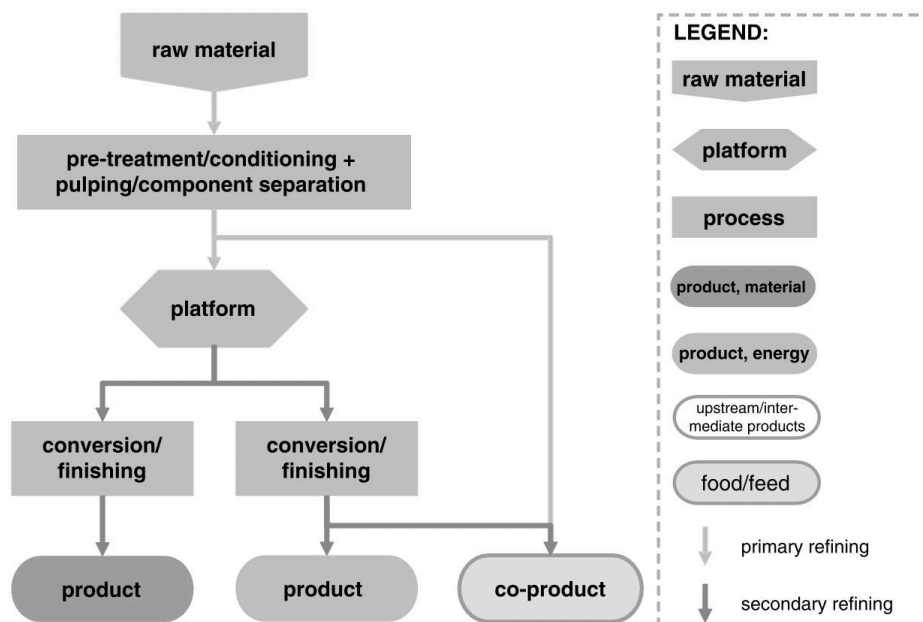 raw material
pre-treatment/conditioning +
pulping/component separation
platform
conversion/
finishing
conversion/
finishing
product
product
co-product
LEGEND:
raw material
platform
process
product, material
product, energy
upstream/inter-
mediate products
food/feed
primary refining
secondary refining